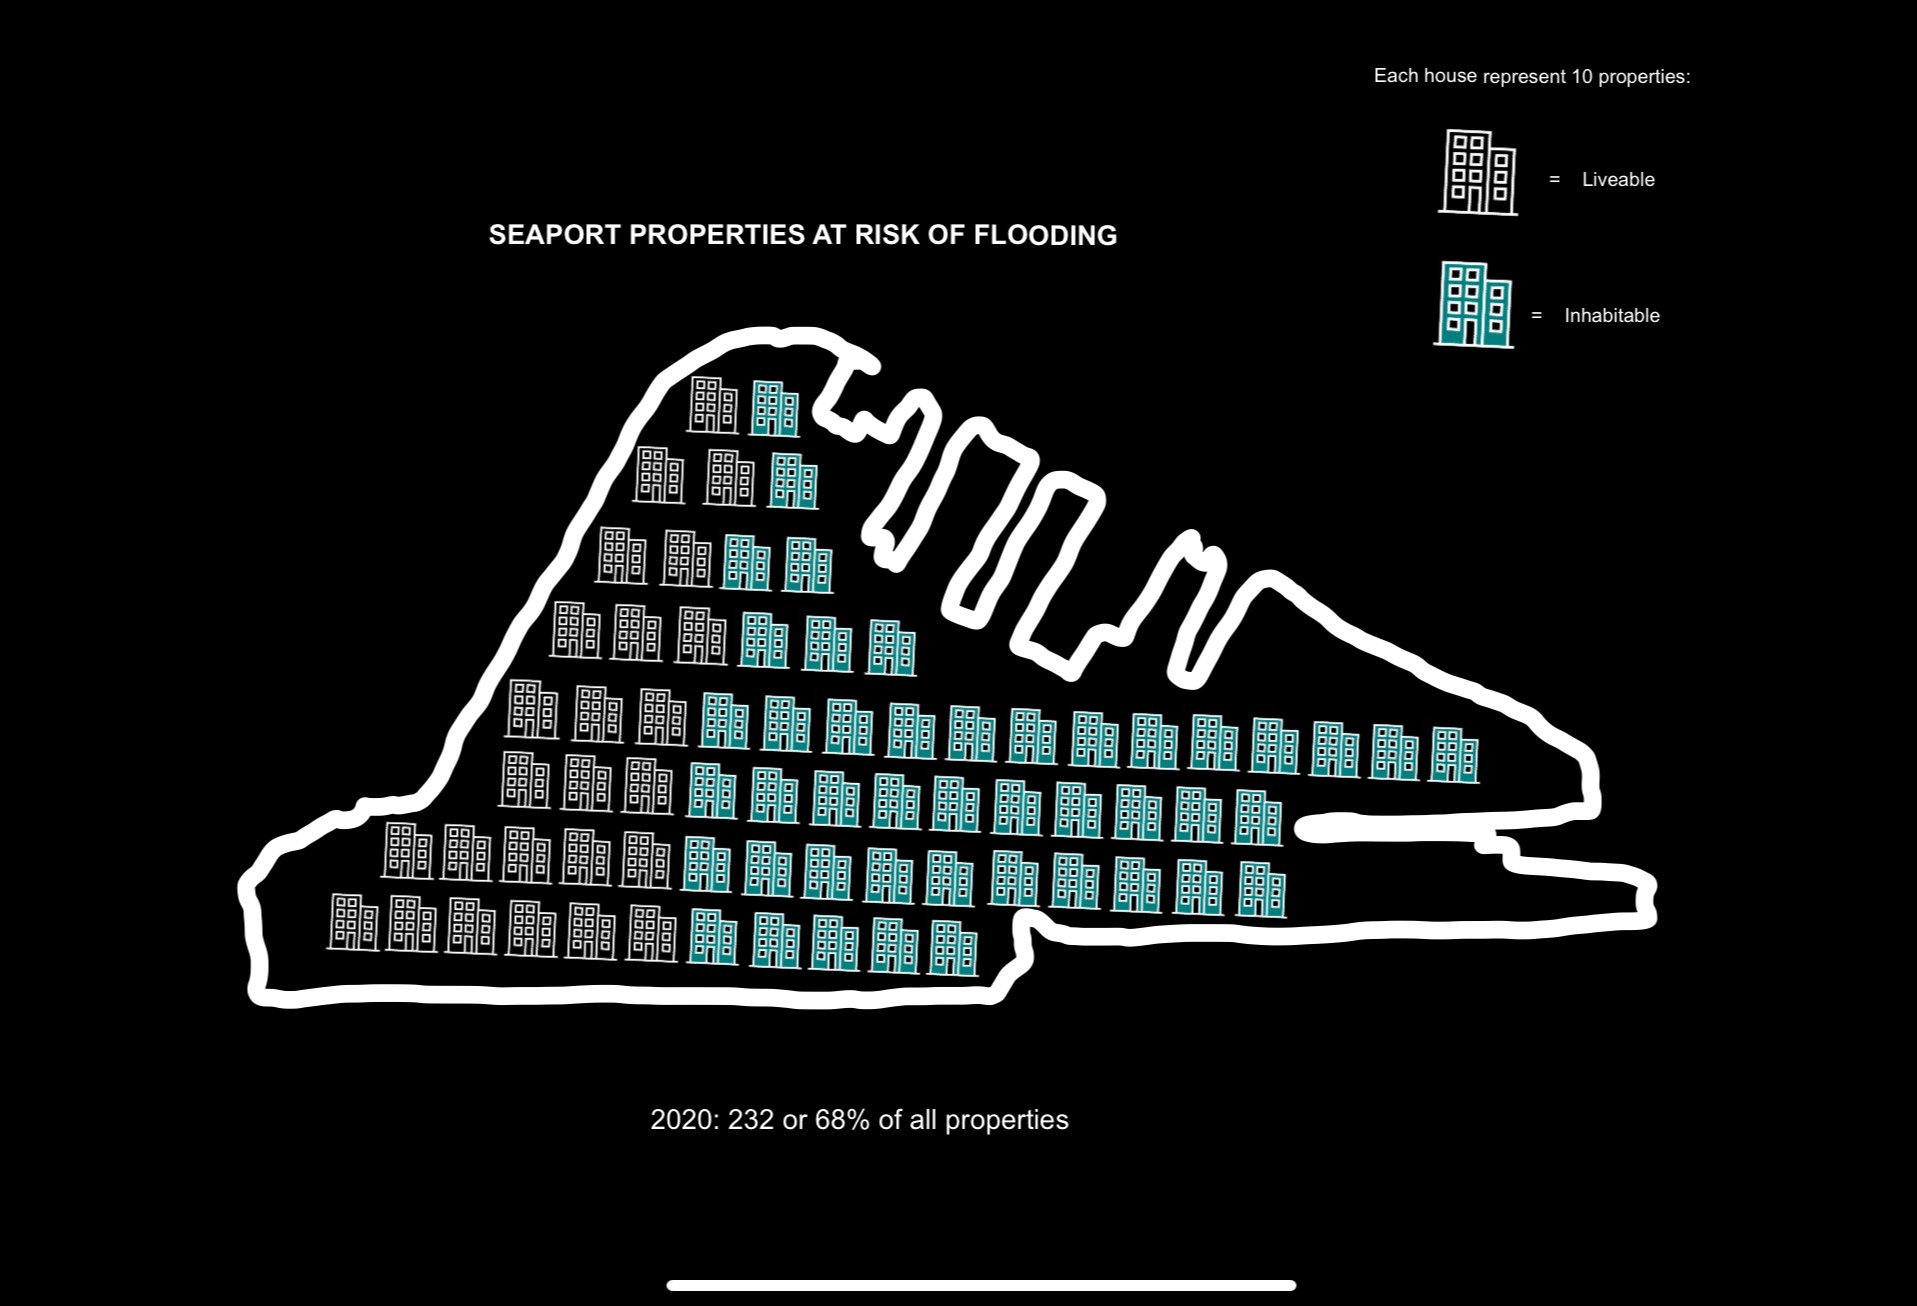 Each house represent 10 properties:
= Liveable
SEAPORT PROPERTIES AT RISK OF FLOODING
= Inhabitable
2020: 232 or 68% of all properties